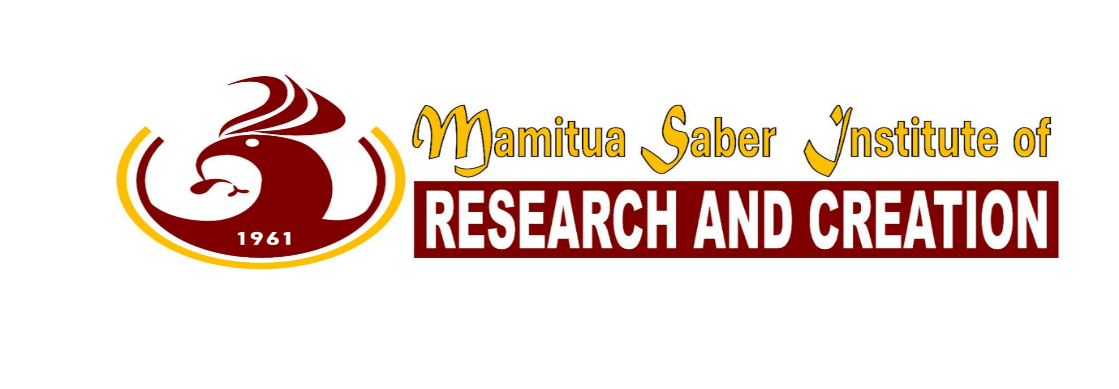 Mamitua Saber Institute of
RESEARCH AND CREATION
1961